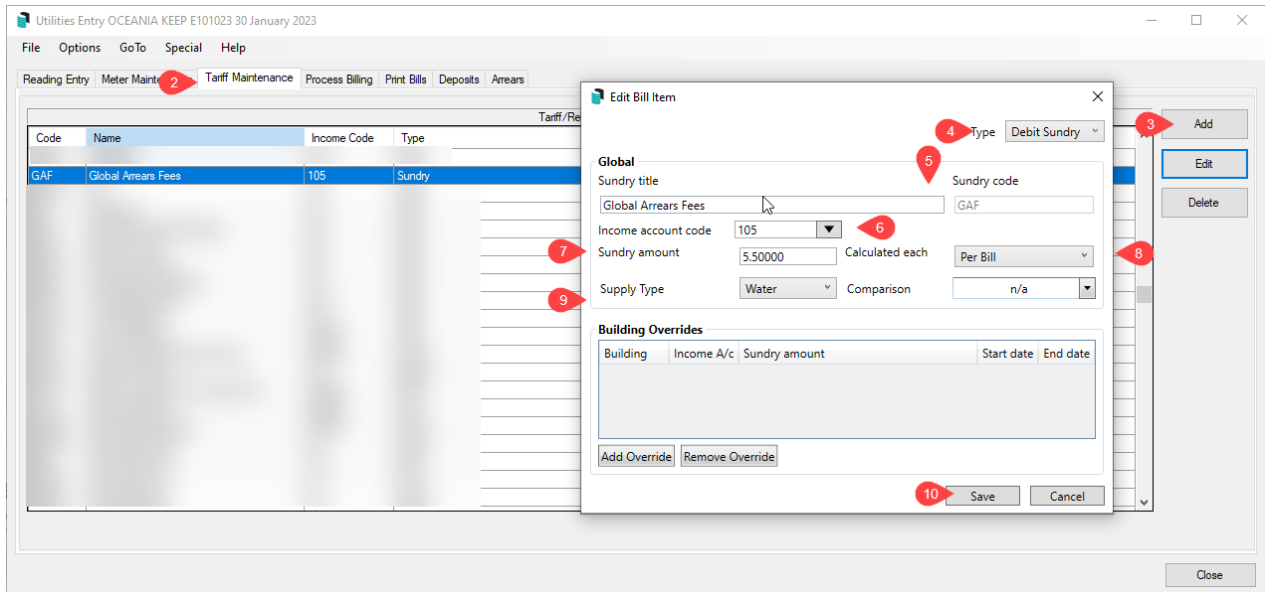 Utilities Entry OCEANIA KEEP E101023 30 January 2023
File Options GoTo Special Help
Reading Entry Meter Mainte 2 Tariff Maintenance Process Billing Print Bills Deposits Arrears
Edit Bill Item
Tariff/Re
3 Add
4 Type Debit Sundry
Code Name Income Code Type
Edit
Global
5
Sundry title Sundry code
GAF Global Arrears Fees 105 Sundry
Global Arrears Fees GAF
Delete
Income account code 105 6
7 Sundry amount 5.50000 Calculated each Per Bill 8
Supply Type Water Comparison n/a
9
Building Overrides
Building Income A/c Sundry amount Start date End date
Add Override Remove Override
10 Save Cancel
Close